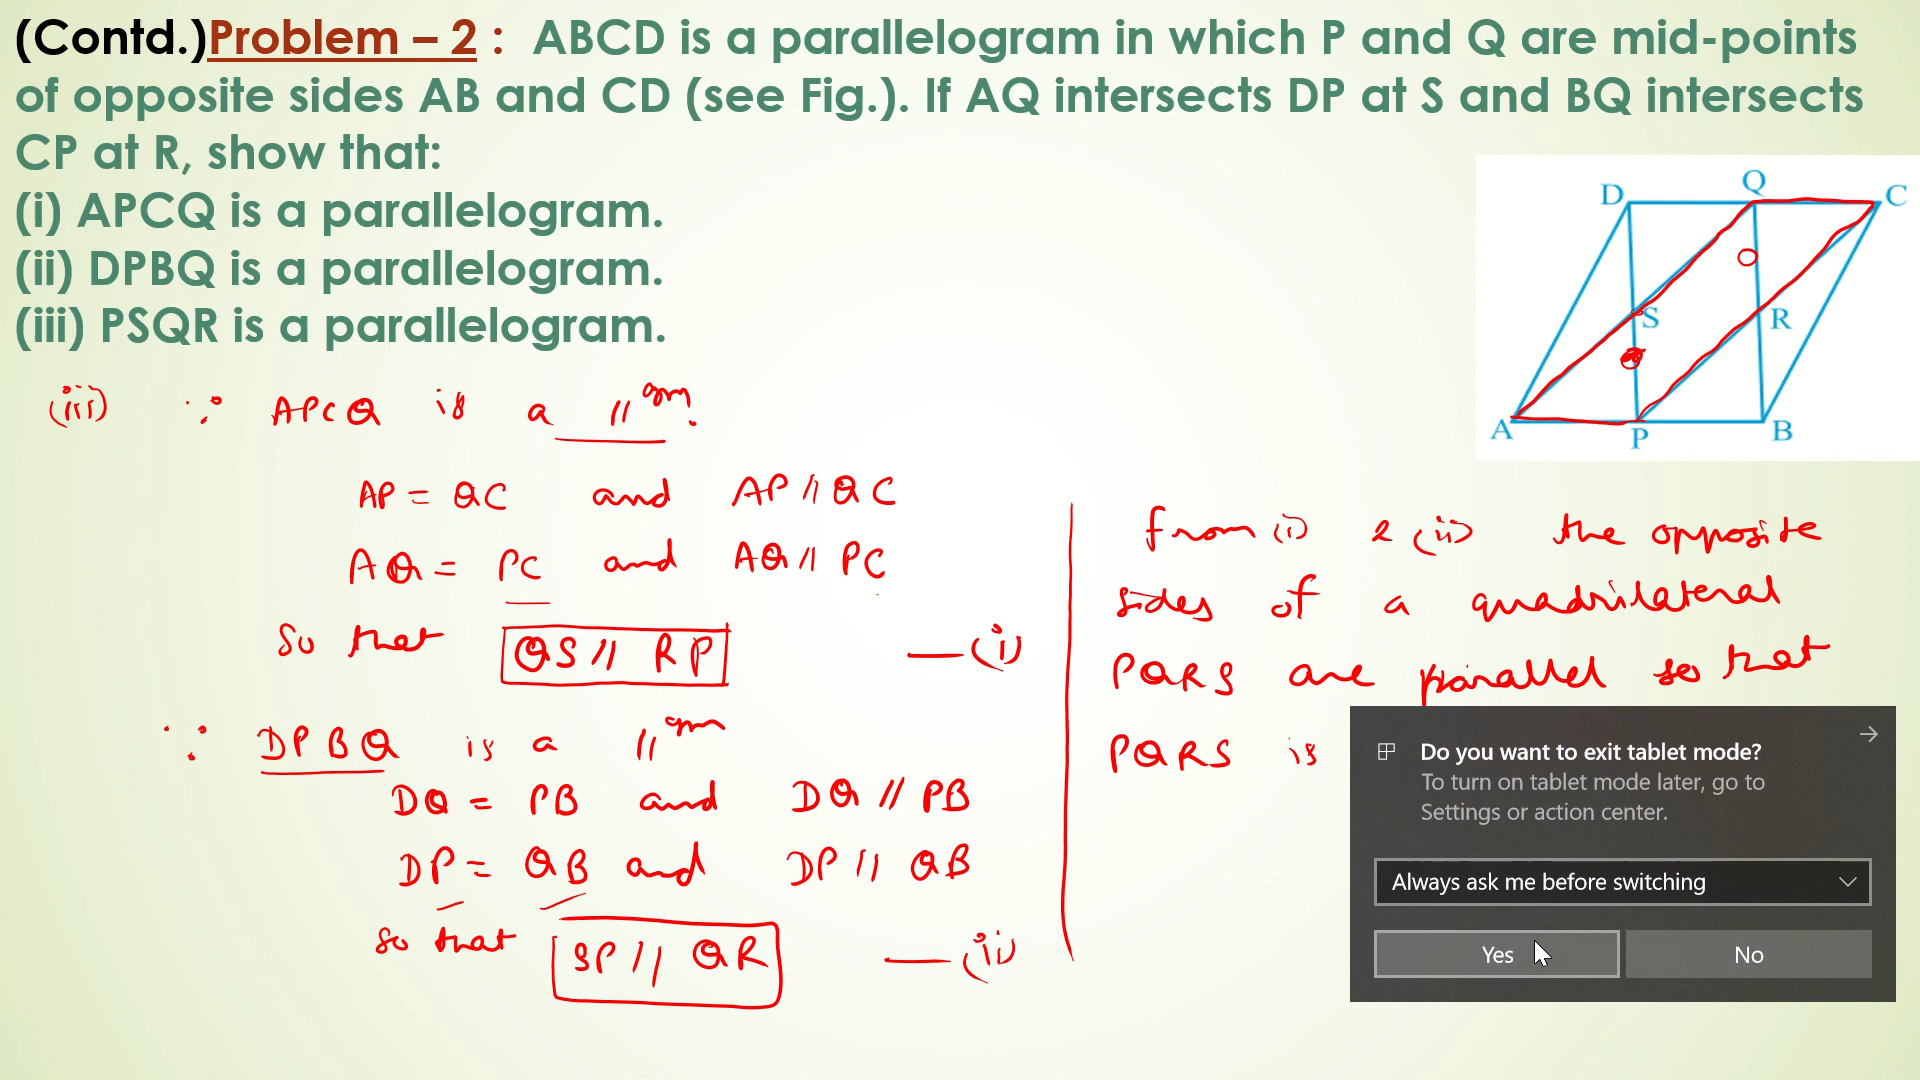 (Contd.)Problem – 2 : ABCD is a parallelogram in which P and Q are mid-points
of opposite sides AB and CD (see Fig.). If AQ intersects DP at S and BQ intersects
CP at R, show that:
(i) APCQ is a parallelogram.
(ii) DPBQ is a parallelogram.
(iii) PSQR is a parallelogram.
D Q C
S R
A P B
(iii) ∵ APCQ is a ||gm.
AP = QC and AP || QC
AQ = PC and AQ || PC
So that QS || RP —(i)
∵ DPBQ is a ||gm
DQ = PB and DQ || PB
DP = QB and DP || QB
so that SP || QR —(ii)
from (i) & (ii) the opposite
sides of a quadrilateral
PQRS are parallel so that
PQRS is
Do you want to exit tablet mode?
To turn on tablet mode later, go to
Settings or action center.
Always ask me before switching
Yes No